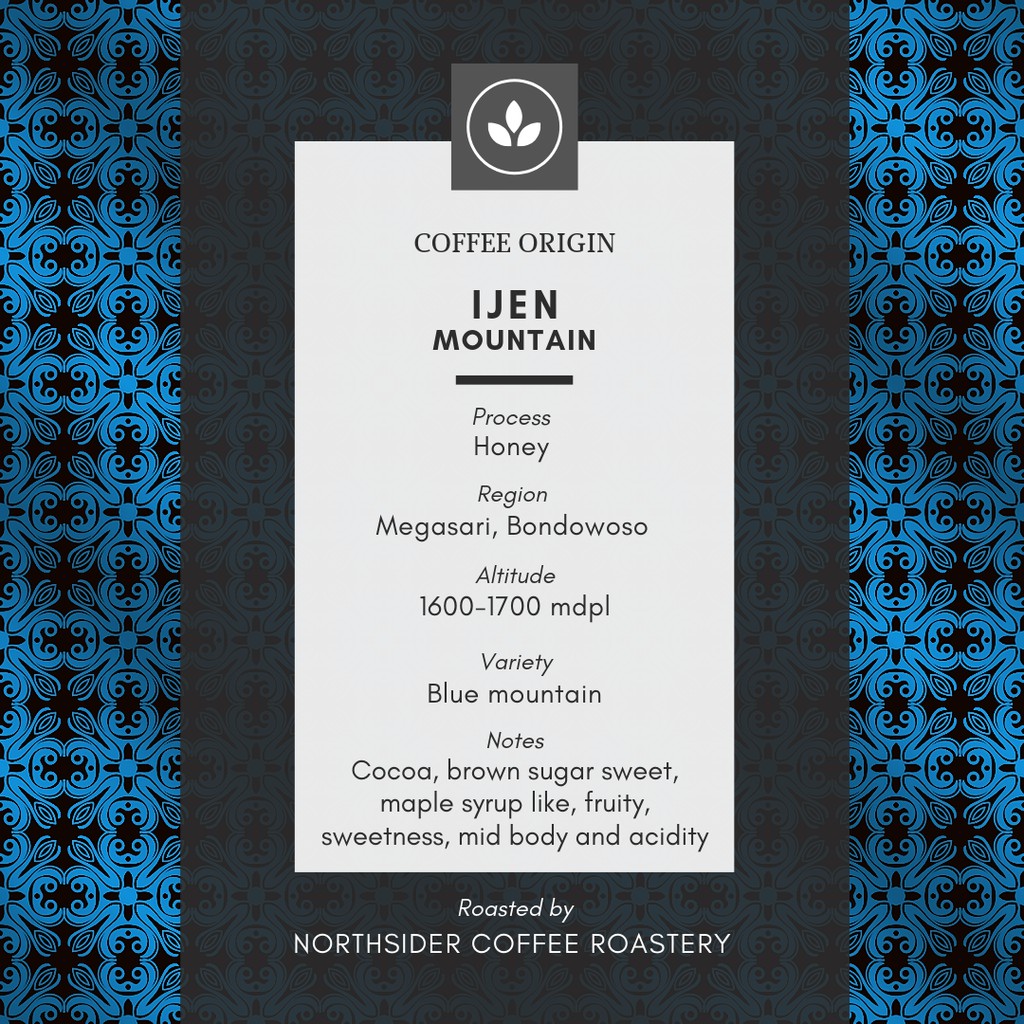 COFFEE ORIGIN
IJEN
MOUNTAIN
Process
Honey
Region
Megasari, Bondowoso
Altitude
1600-1700 mdpl
Variety
Blue mountain
Notes
Cocoa, brown sugar sweet,
maple syrup like, fruity,
sweetness, mid body and acidity
Roasted by
NORTHSIDER COFFEE ROASTERY